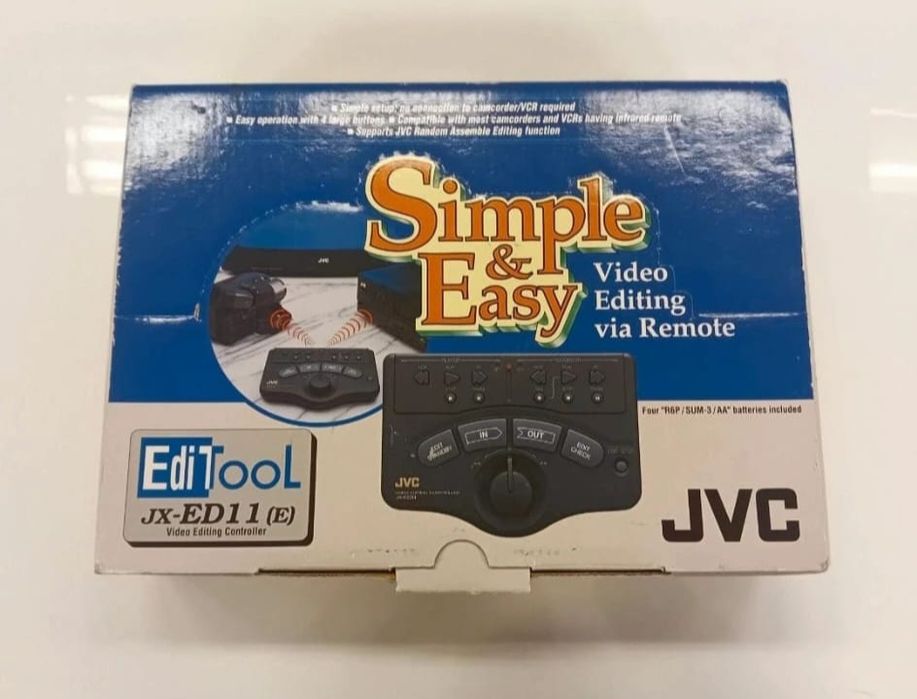 ■ Simple setup; no connection to camcorder/VCR required
■ Easy operation with 4 large buttons ■ Compatible with most camcorders and VCRs having infrared remote
■ Supports JVC Random Assemble Editing function
Simple
& Easy
Video
Editing
via Remote
JVC
Four "R6P/SUM-3/AA" batteries included
EDIT
STANDBY
IN
OUT
EDIT
CHECK
JVC
EdiTooL
JX-ED11 (E)
Video Editing Controller
JVC